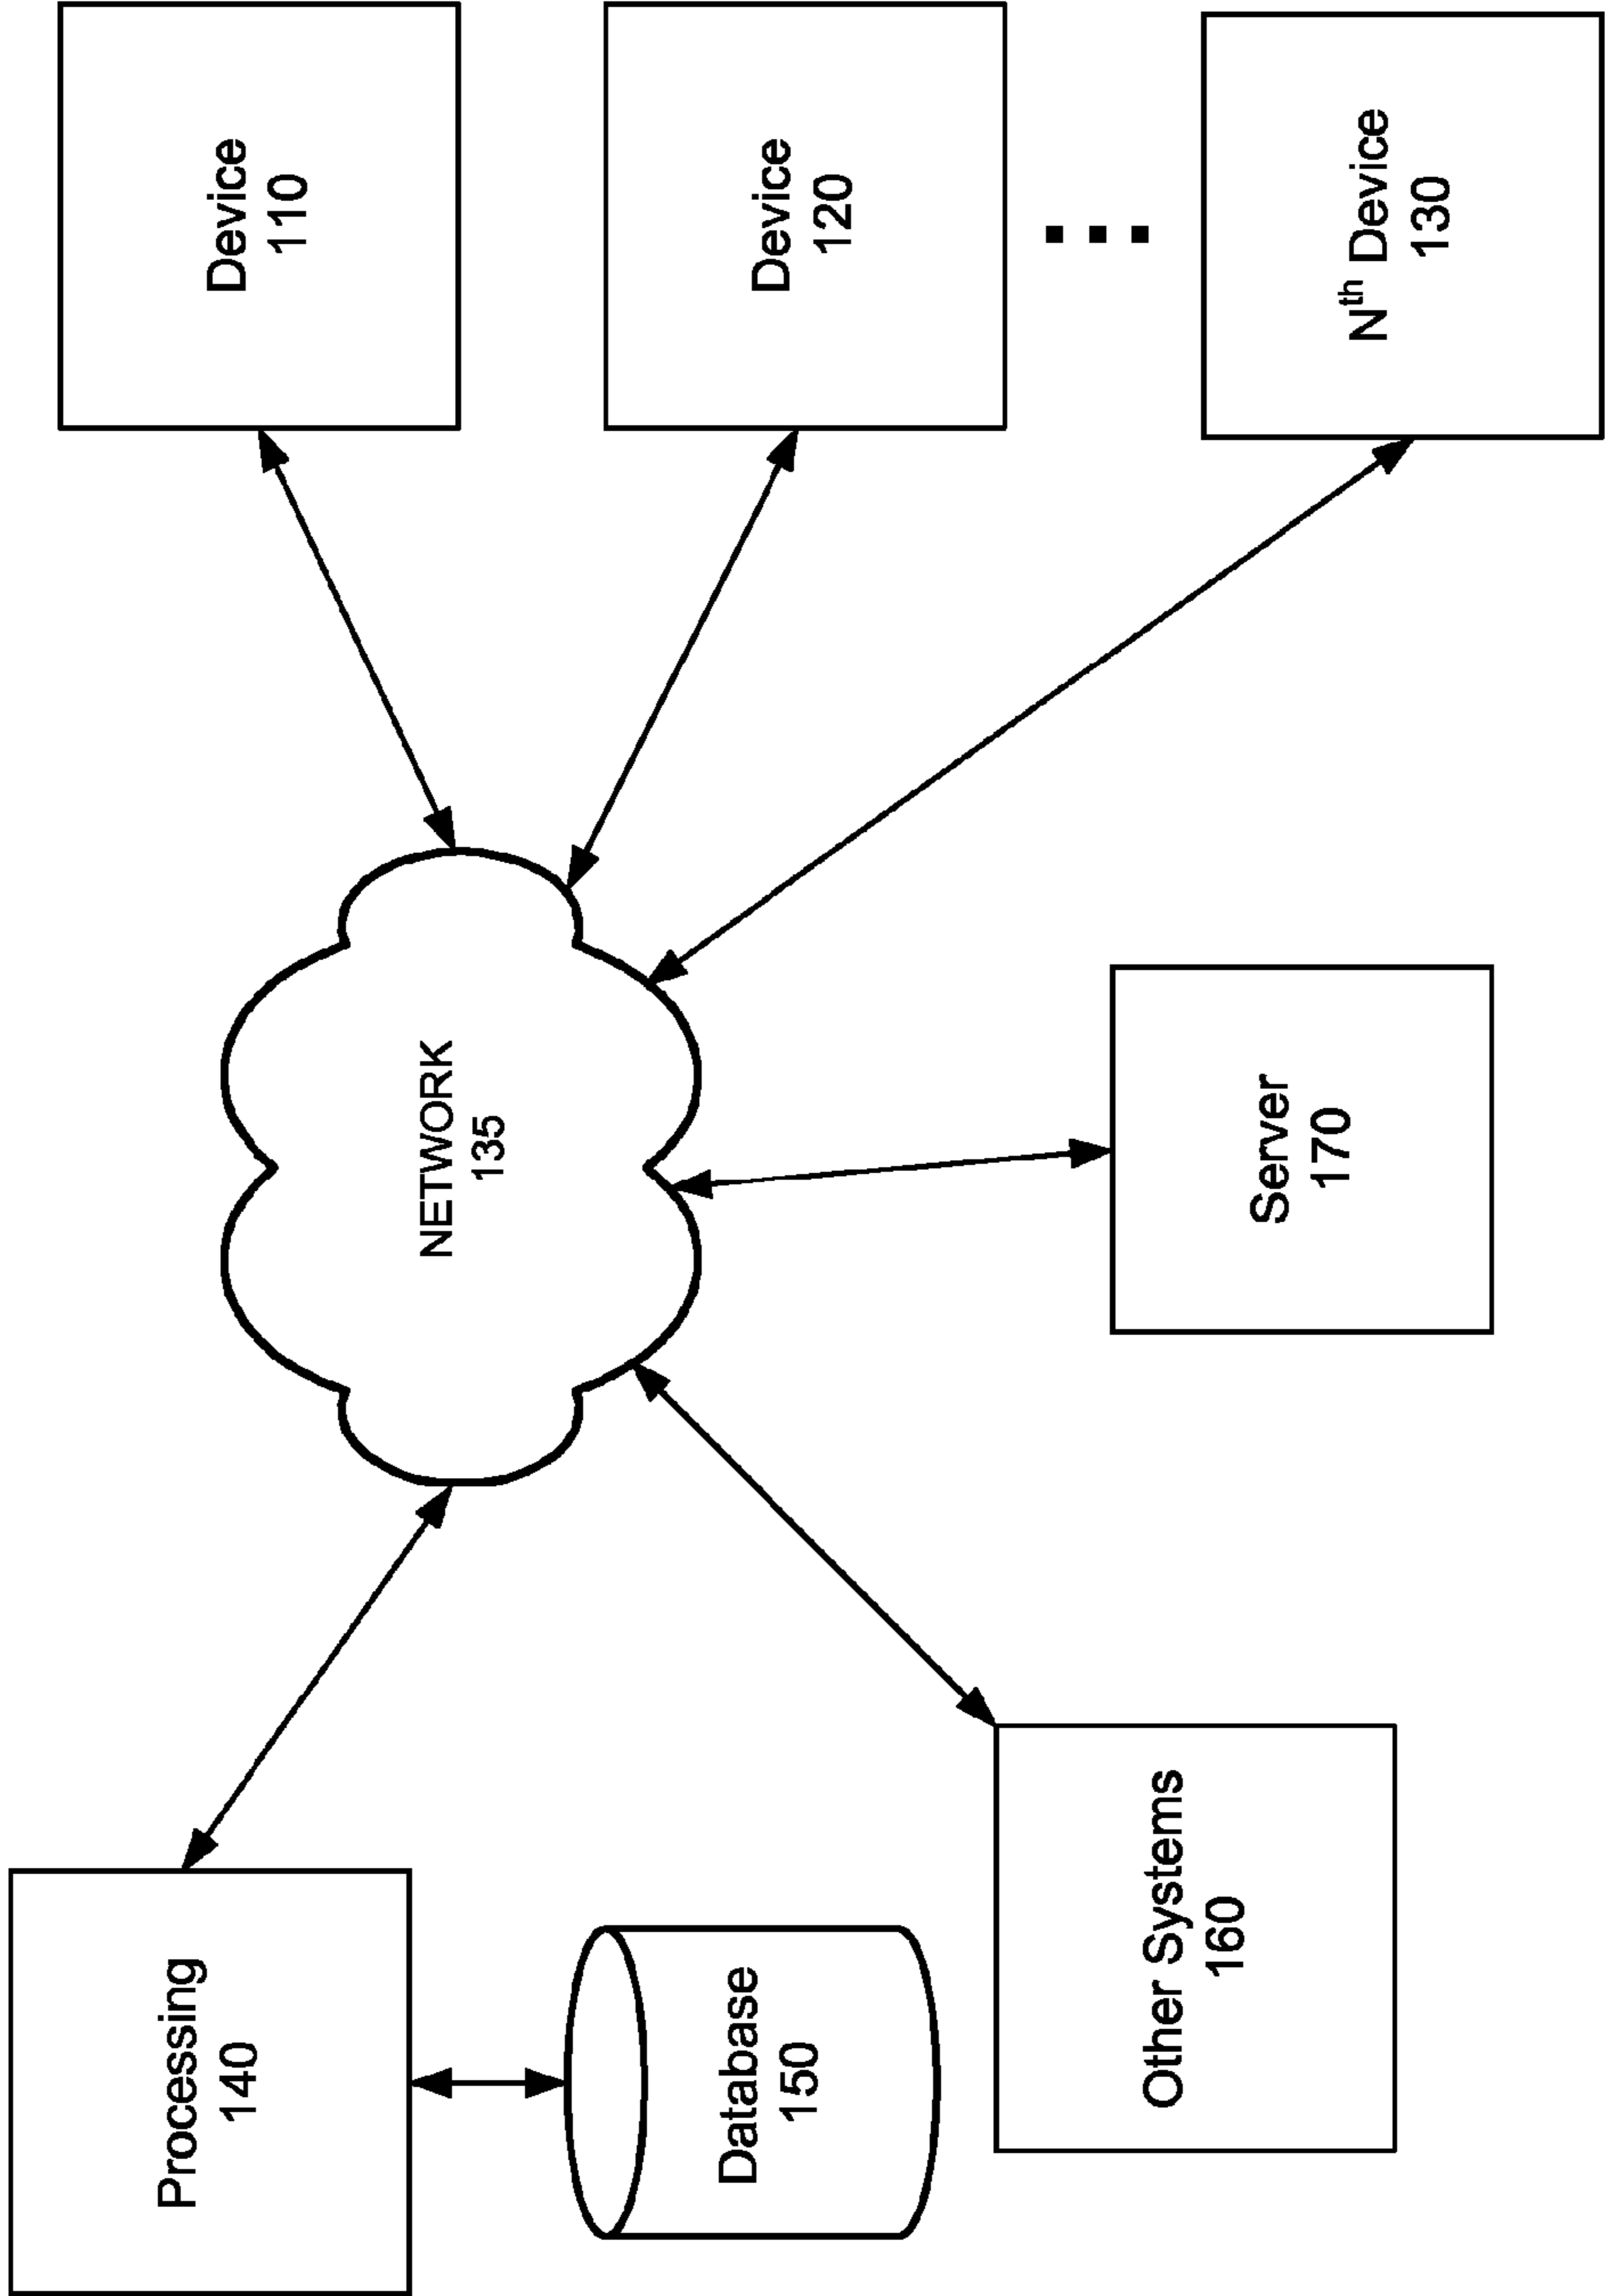 Processing
140
Database
150
Other Systems
160
NETWORK
135
Server
170
Device
110
Device
120
Nth Device
130